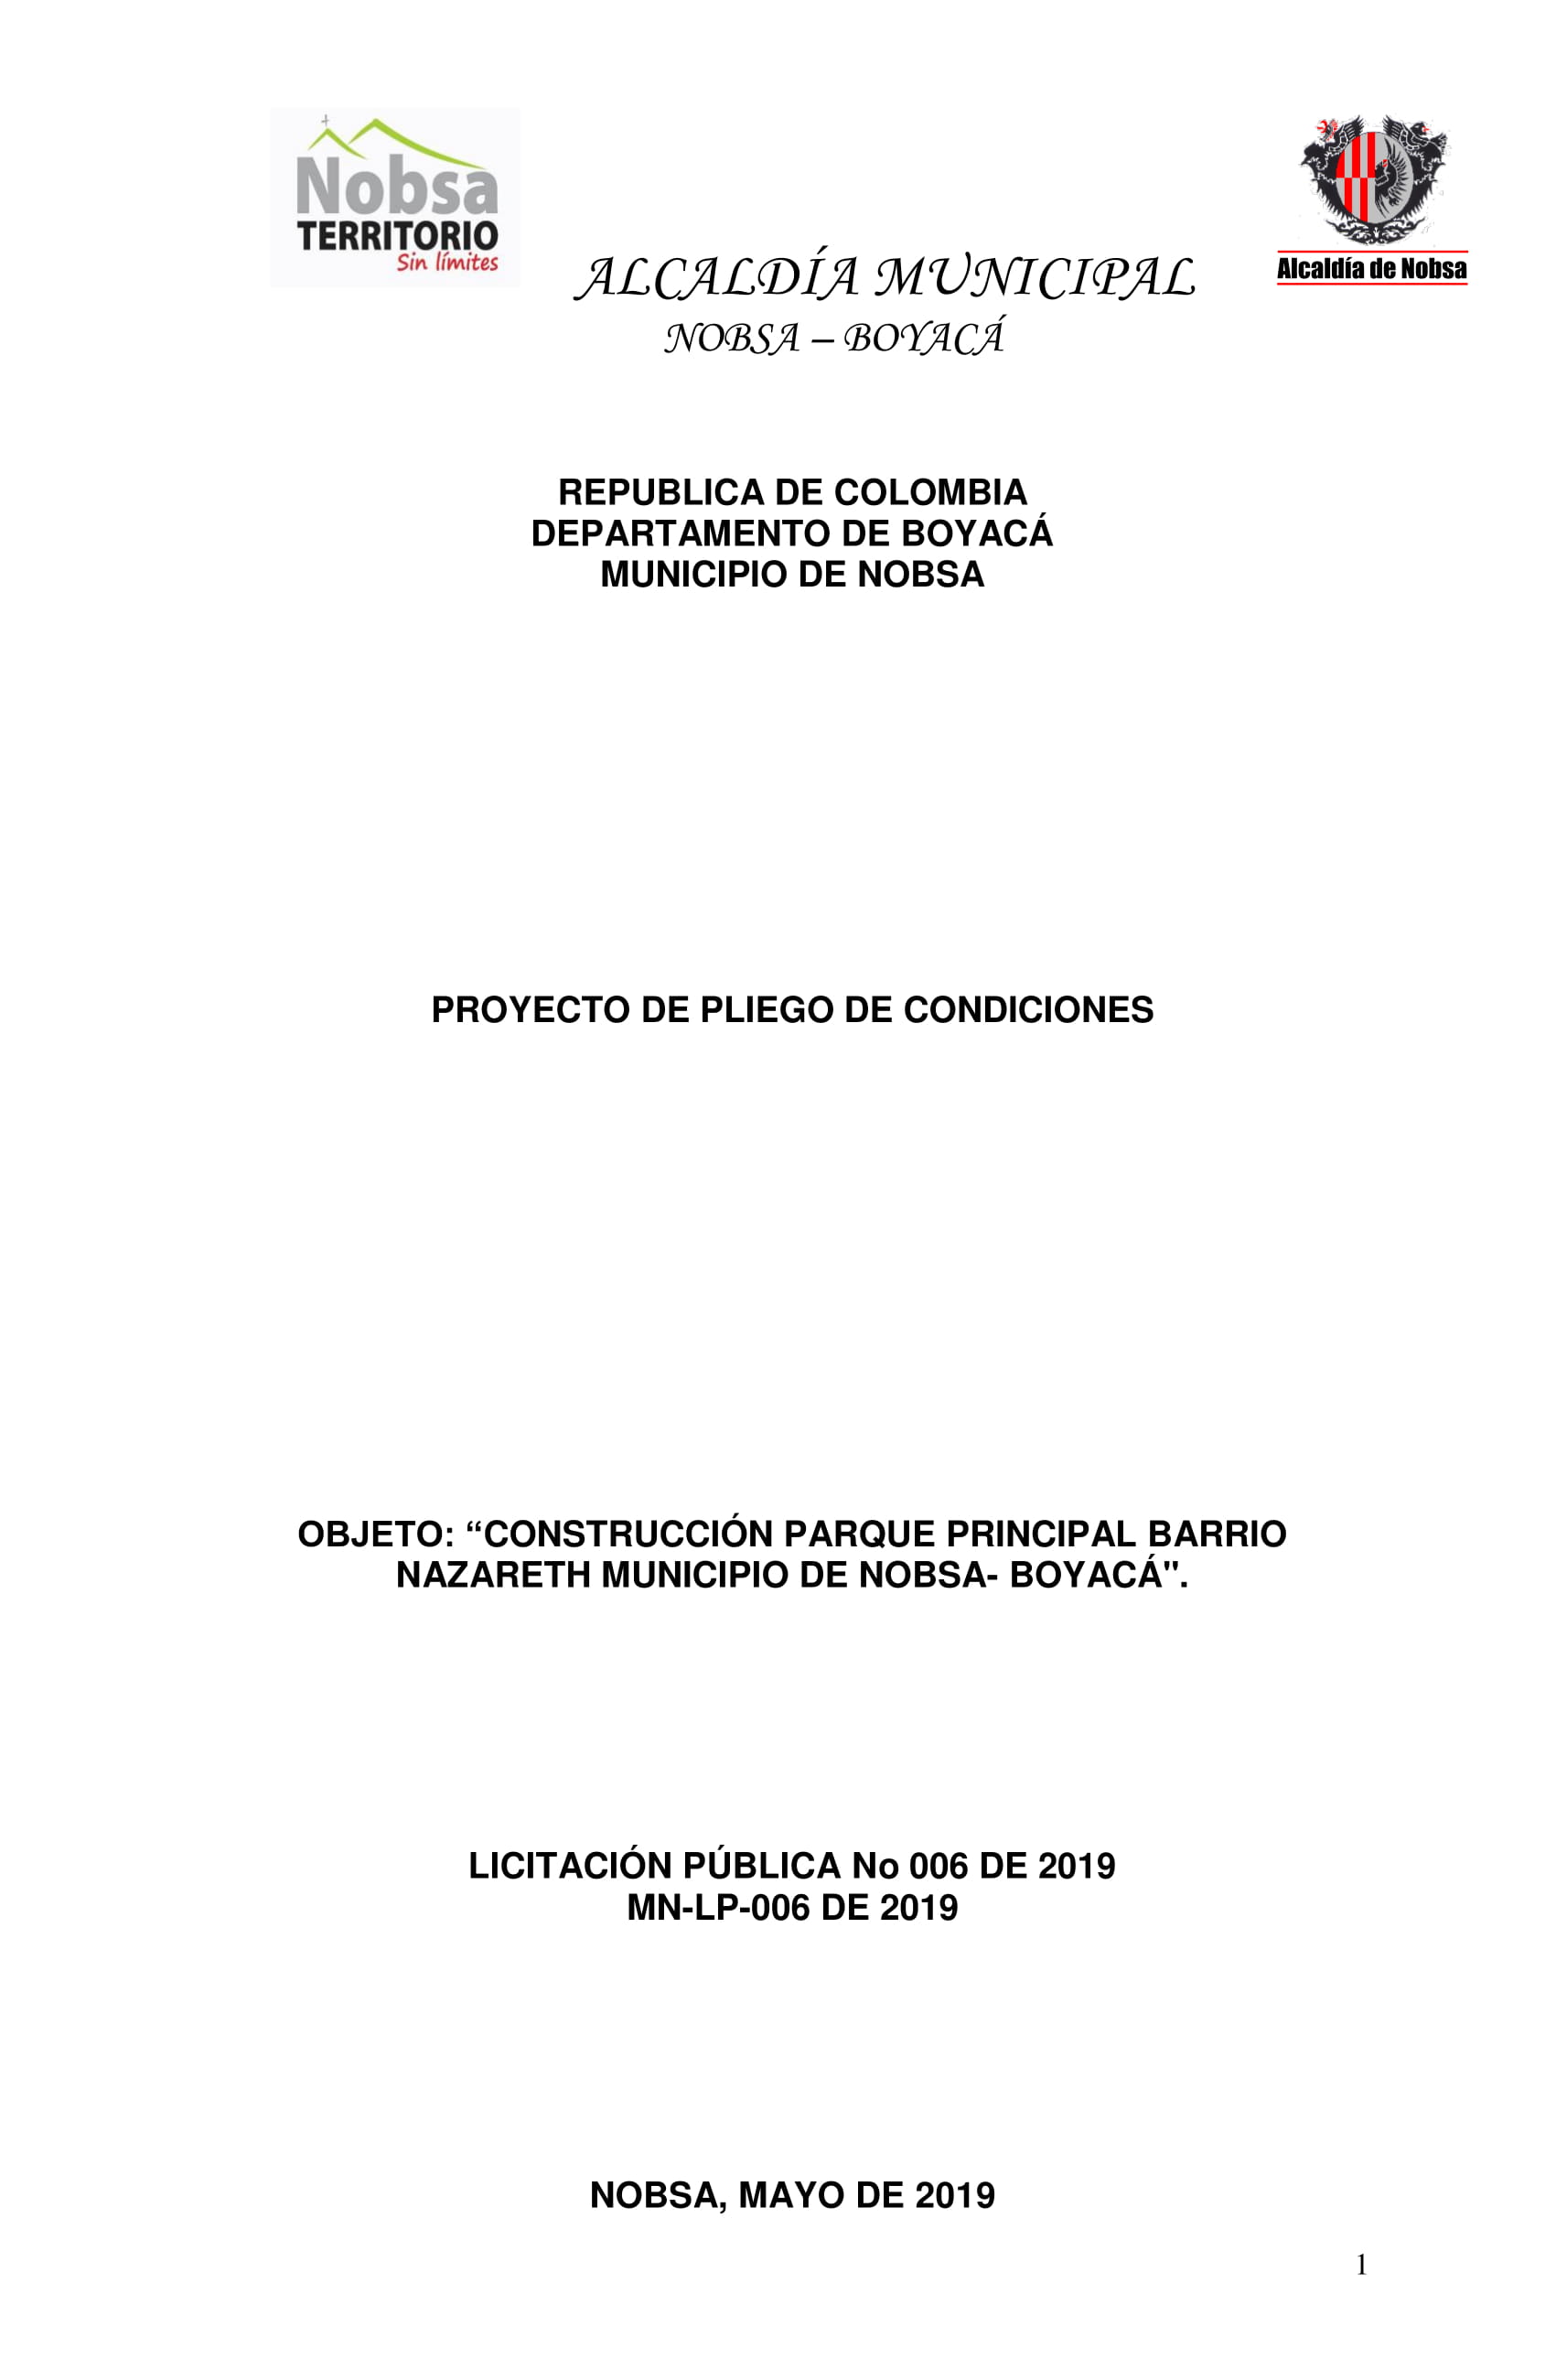 Nobsa
TERRITORIO
Sin límites
ALCALDÍA MUNICIPAL
NOBSA – BOYACÁ
Alcaldía de Nobsa
REPUBLICA DE COLOMBIA
DEPARTAMENTO DE BOYACÁ
MUNICIPIO DE NOBSA
PROYECTO DE PLIEGO DE CONDICIONES
OBJETO: “CONSTRUCCIÓN PARQUE PRINCIPAL BARRIO
NAZARETH MUNICIPIO DE NOBSA- BOYACÁ".
LICITACIÓN PÚBLICA No 006 DE 2019
MN-LP-006 DE 2019
NOBSA, MAYO DE 2019
1